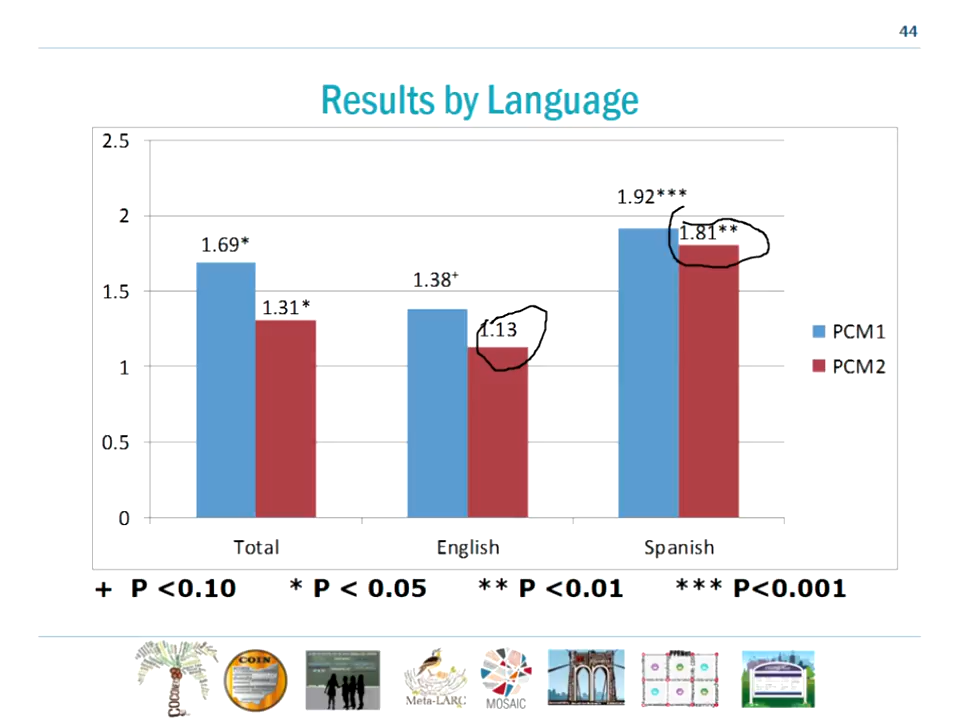 44
Results by Language
2.5
2
1.5
1
0.5
0
1.69*
1.31*
1.38+
1.13
1.92***
1.81**
PCM1
PCM2
Total English Spanish
+ P <0.10 * P < 0.05 ** P <0.01 *** P<0.001
COIN
Meta-LARC
MOSAIC
PPRNet